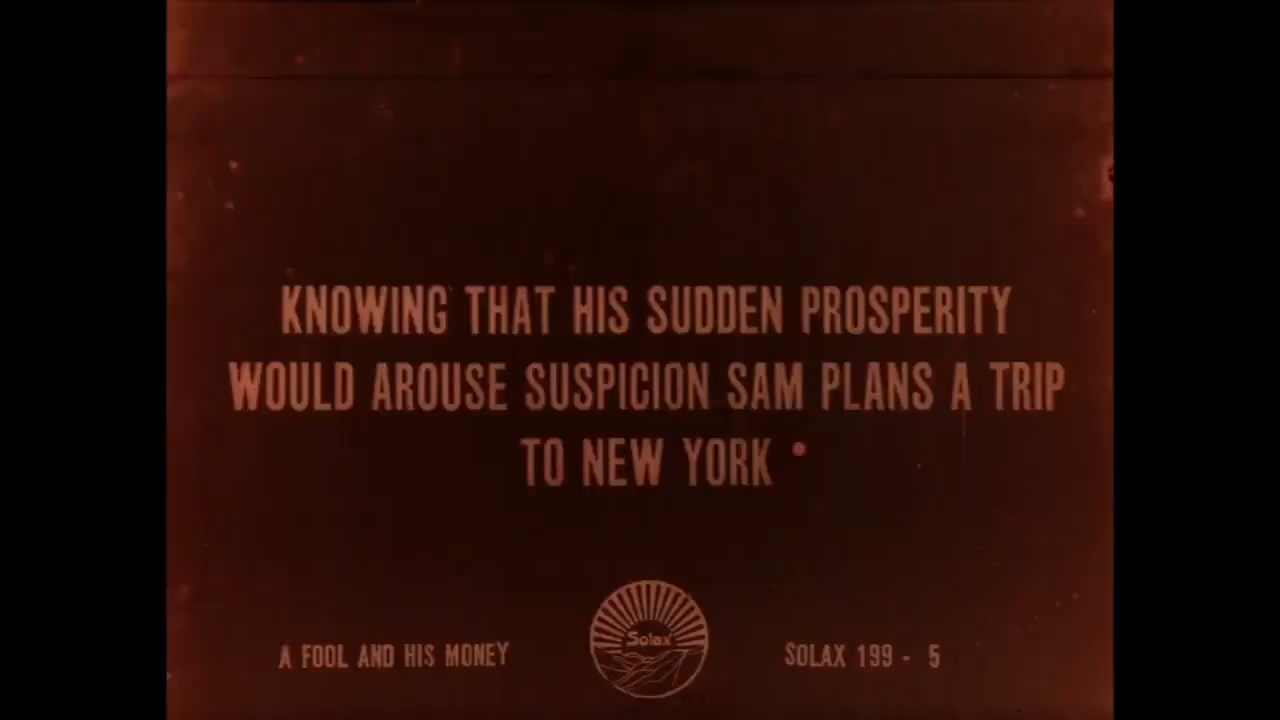 KNOWING THAT HIS SUDDEN PROSPERITY
WOULD AROUSE SUSPICION SAM PLANS A TRIP
TO NEW YORK
Solax
A FOOL AND HIS MONEY
SOLAX 199 - 5